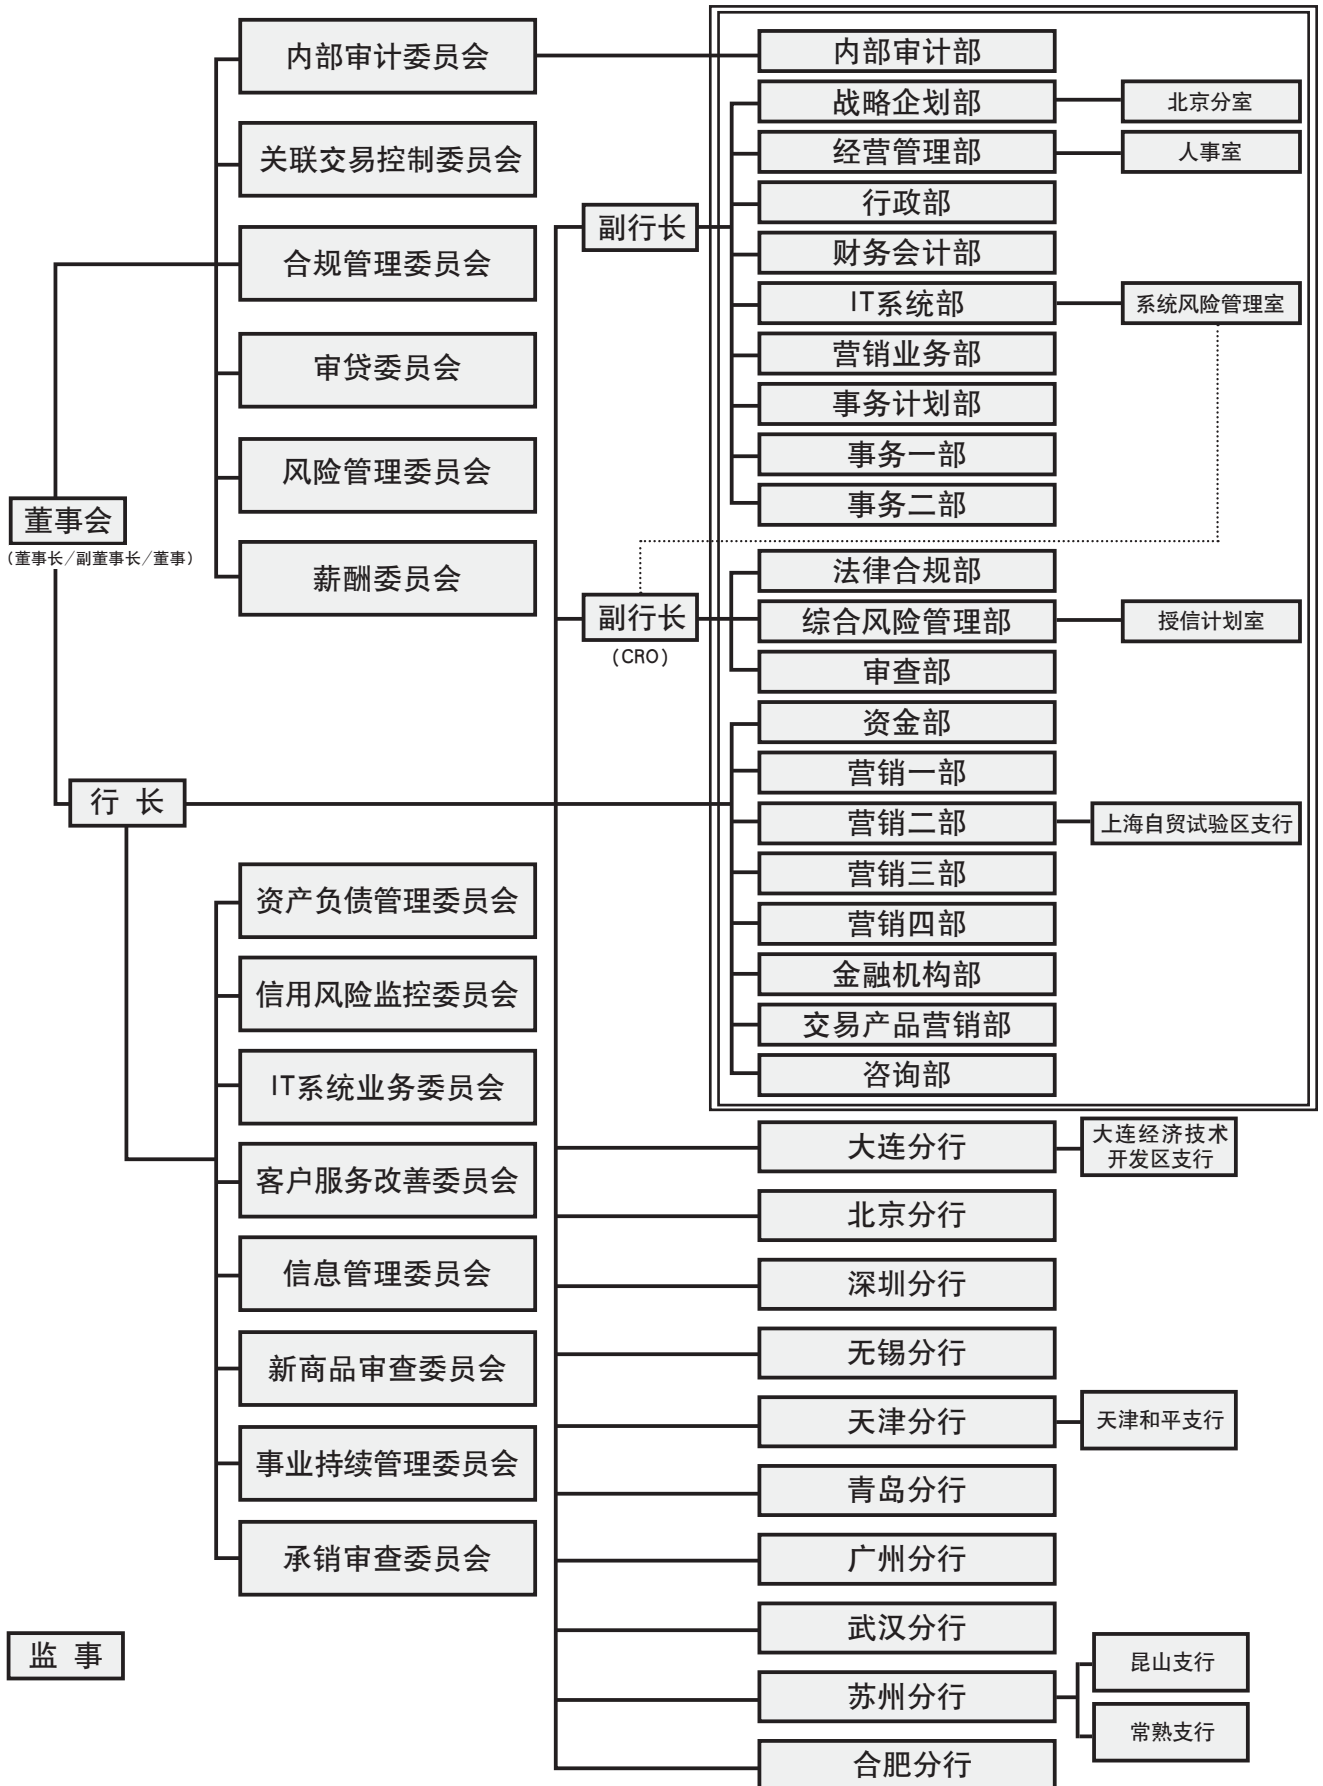 内部审计委员会
关联交易控制委员会
合规管理委员会
审贷委员会
风险管理委员会
薪酬委员会
董事会
(董事长/副董事长/董事)
行 长
资产负债管理委员会
信用风险监控委员会
IT系统业务委员会
客户服务改善委员会
信息管理委员会
新商品审查委员会
事业持续管理委员会
承销审查委员会
监 事
副行长
副行长
(CRO)
内部审计部
战略企划部
北京分室
经营管理部
人事室
行政部
财务会计部
IT系统部
系统风险管理室
营销业务部
事务计划部
事务一部
事务二部
法律合规部
综合风险管理部
授信计划室
审查部
资金部
营销一部
营销二部
上海自贸试验区支行
营销三部
营销四部
金融机构部
交易产品营销部
咨询部
大连分行
大连经济技术
开发区支行
北京分行
深圳分行
无锡分行
天津分行
天津和平支行
青岛分行
广州分行
武汉分行
苏州分行
昆山支行
常熟支行
合肥分行